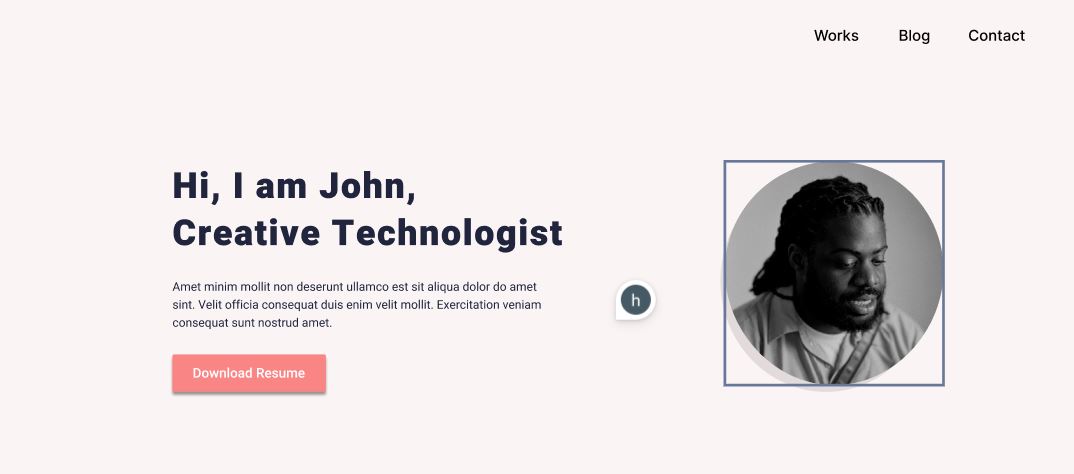 Works Blog Contact
Hi, I am John,
Creative Technologist
Amet minim mollit non deserunt ullamco est sit aliqua dolor do amet
sint. Velit officia consequat duis enim velit mollit. Exercitation veniam
consequat sunt nostrud amet.
h
Download Resume